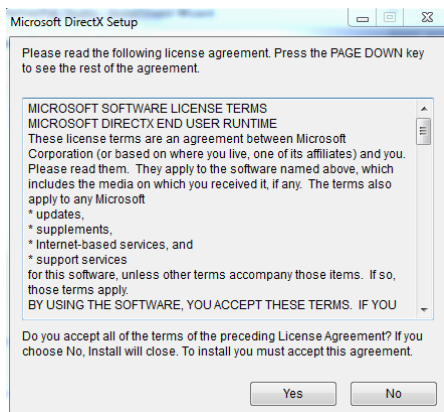 Microsoft DirectX Setup
Please read the following license agreement. Press the PAGE DOWN key
to see the rest of the agreement.
MICROSOFT SOFTWARE LICENSE TERMS
MICROSOFT DIRECTX END USER RUNTIME
These license terms are an agreement between Microsoft
Corporation (or based on where you live, one of its affiliates) and you.
Please read them. They apply to the software named above, which
includes the media on which you received it, if any. The terms also
apply to any Microsoft
* updates,
* supplements,
* Internet-based services, and
* support services
for this software, unless other terms accompany those items. If so,
those terms apply.
BY USING THE SOFTWARE, YOU ACCEPT THESE TERMS. IF YOU
Do you accept all of the terms of the preceding License Agreement? If you
choose No, Install will close. To install you must accept this agreement.
Yes No